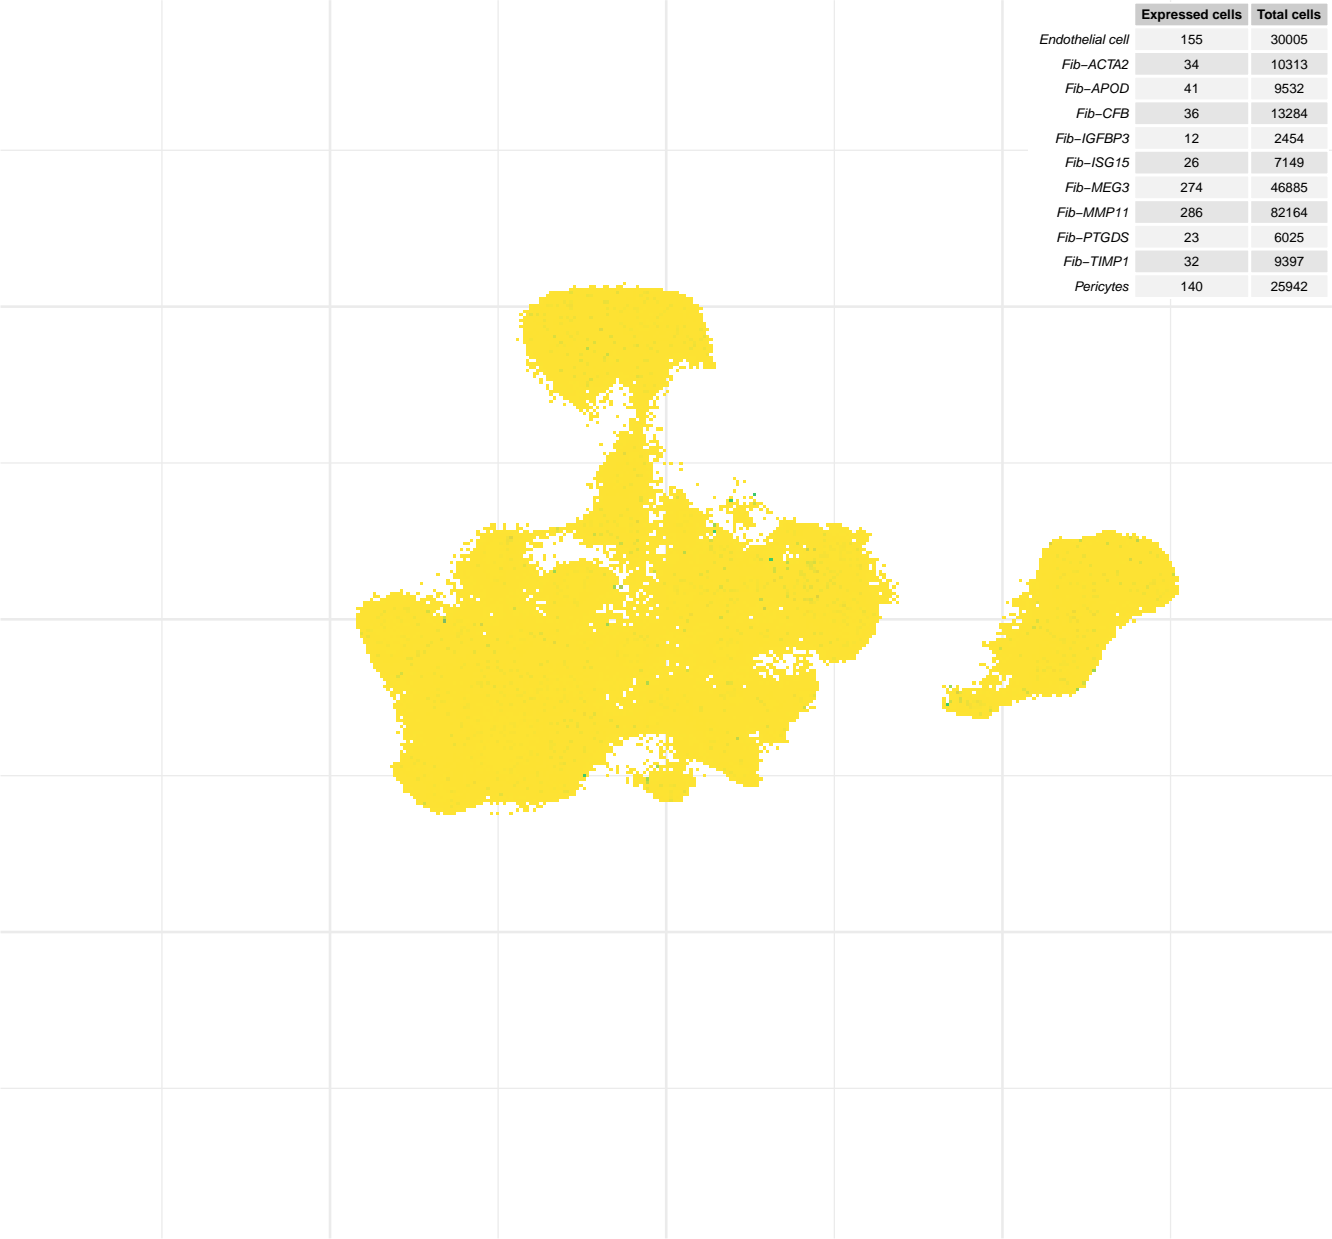 Expressed cells Total cells
Endothelial cell 155 30005
Fib−ACTA2 34 10313
Fib−APOD 41 9532
Fib−CFB 36 13284
Fib−IGFBP3 12 2454
Fib−ISG15 26 7149
Fib−MEG3 274 46885
Fib−MMP11 286 82164
Fib−PTGDS 23 6025
Fib−TIMP1 32 9397
Pericytes 140 25942